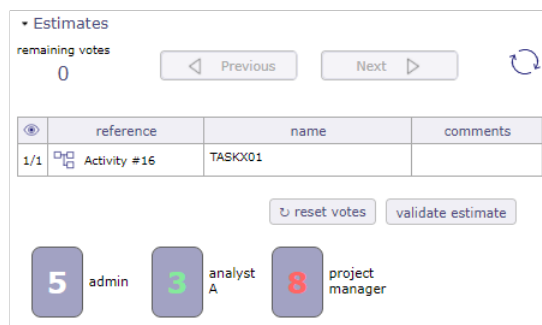 Estimates
remaining votes
0
Previous
Next
reference name comments
1/1 Activity #16 TASKX01
reset votes
validate estimate
5 admin
3 analyst A
8 project manager